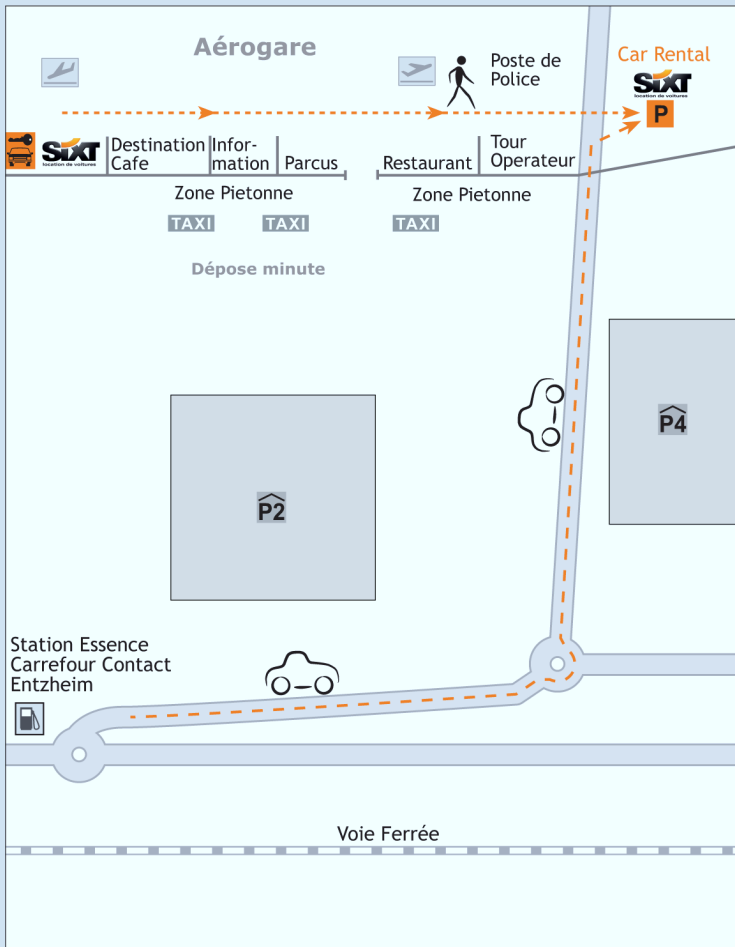 Aérogare
Poste de
Police
Car Rental
SIXT
location de voitures
P
SIXT
location de voitures
Destination
Cafe
Infor-
mation
Parcus
Restaurant
Tour
Operateur
Zone Pietonne
Zone Pietonne
TAXI
TAXI
TAXI
Dépose minute
P4
P2
Station Essence
Carrefour Contact
Entzheim
Voie Ferrée